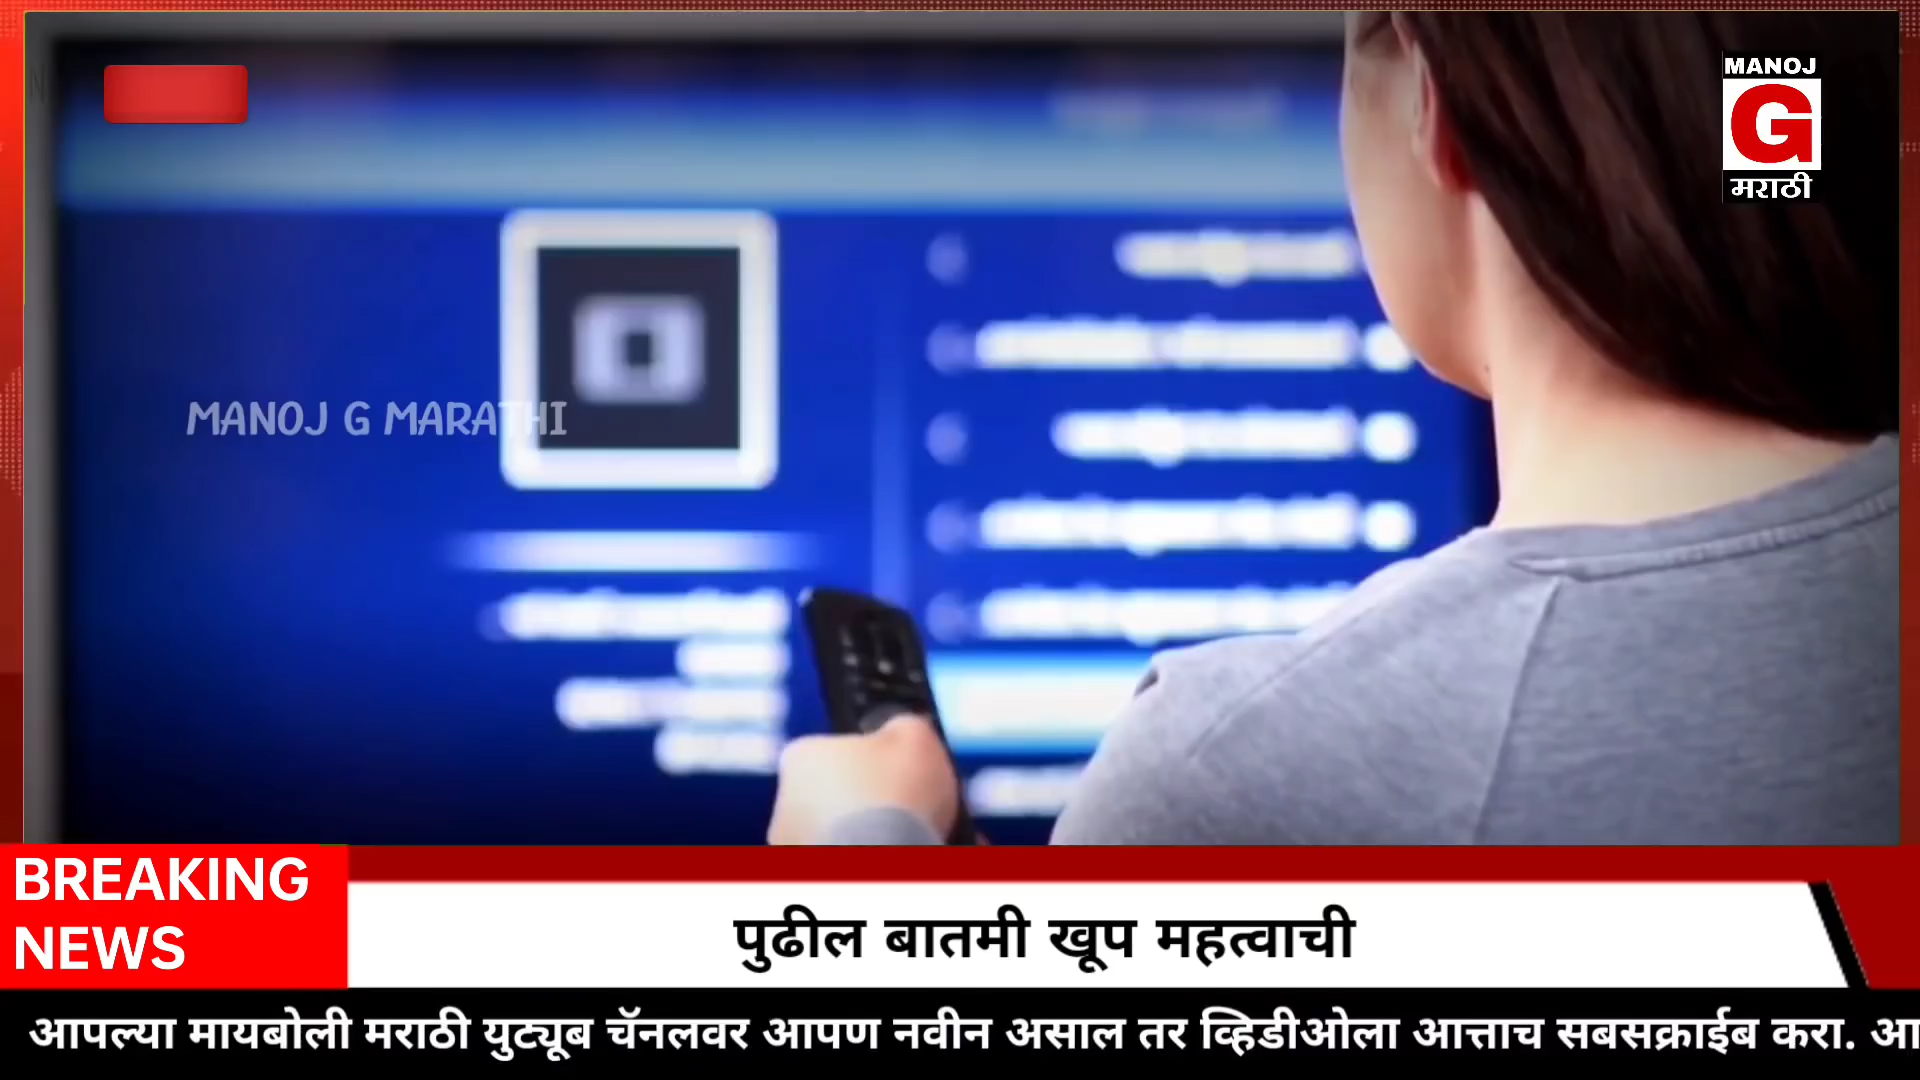 MANOJ
G
मराठी
MANOJ G MARATHI
BREAKING
NEWS
पुढील बातमी खूप महत्वाची
आपल्या मायबोली मराठी युट्यूब चॅनलवर आपण नवीन असाल तर व्हिडीओला आत्ताच सबसक्राईब करा. आ